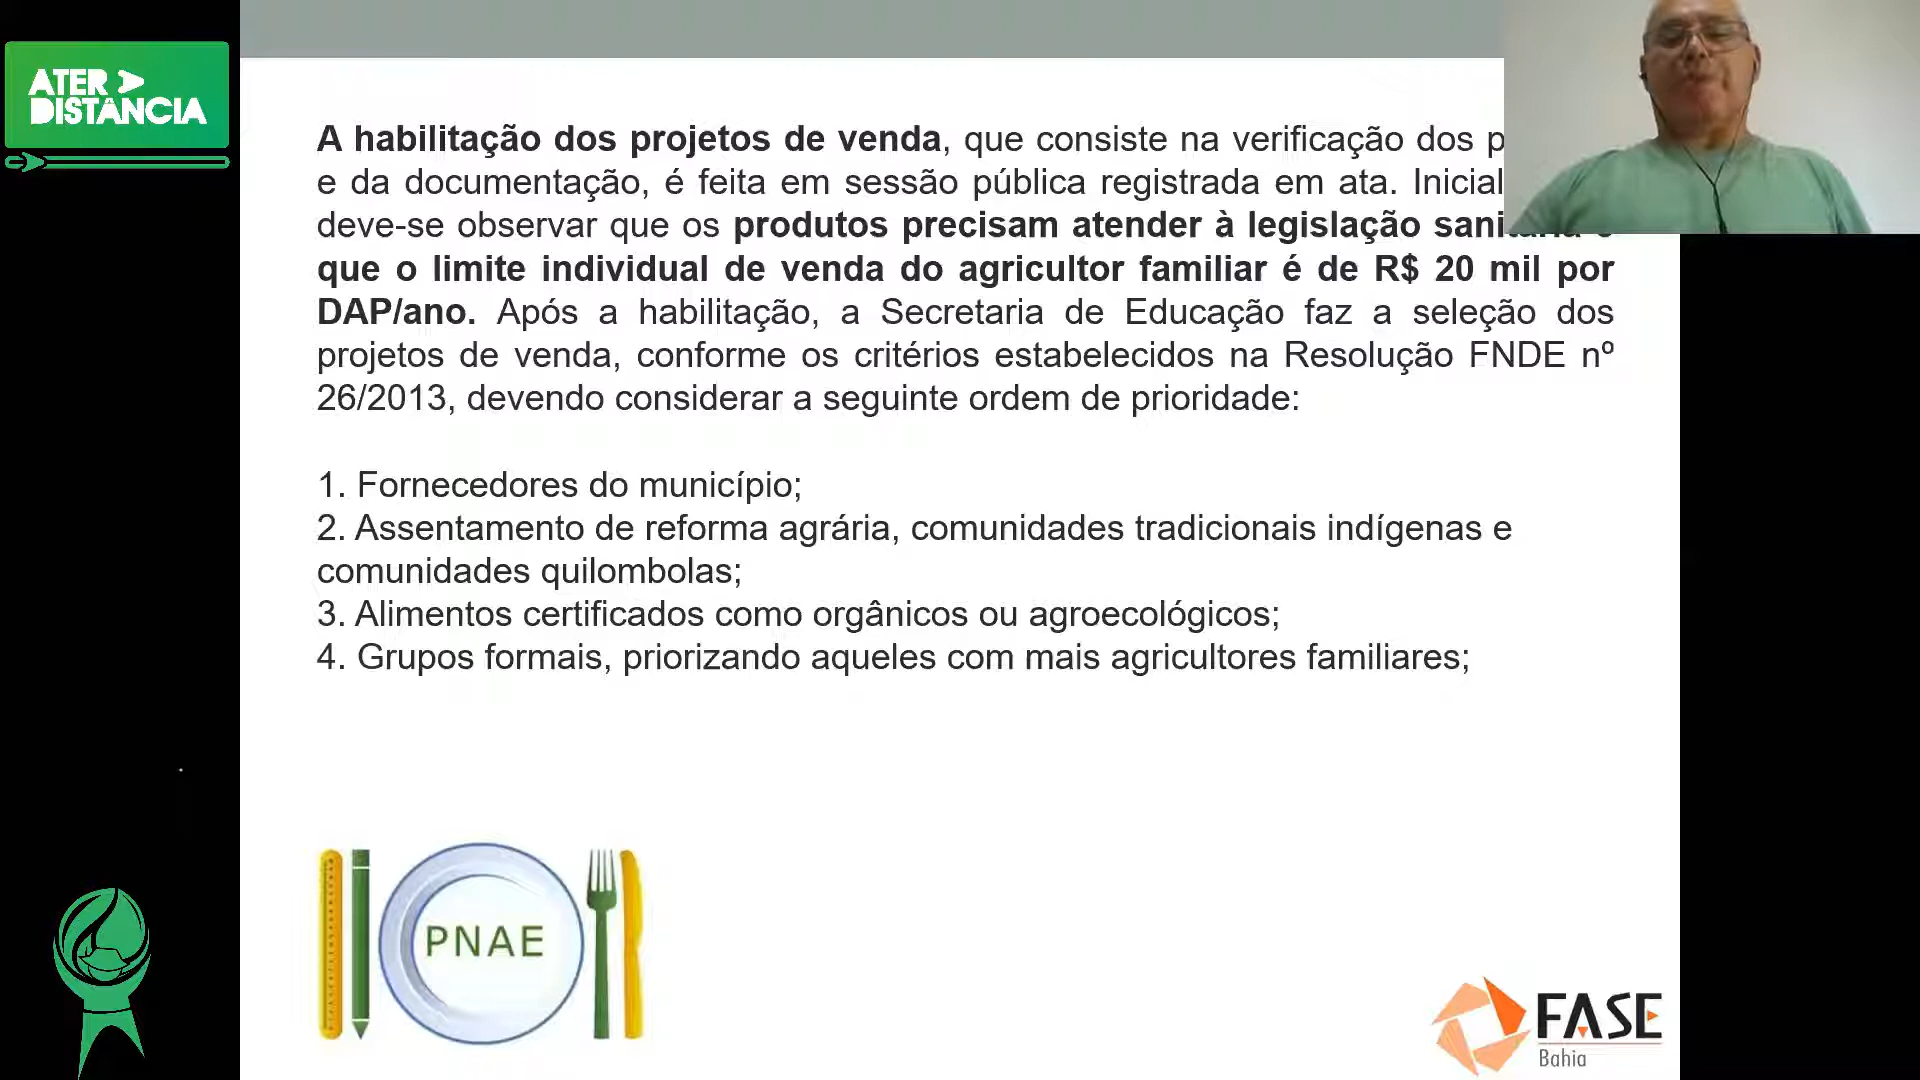 ATER
DISTÂNCIA
A habilitação dos projetos de venda, que consiste na verificação dos
e da documentação, é feita em sessão pública registrada em ata.
deve-se observar que os produtos precisam atender à legislação
que o limite individual de venda do agricultor familiar é de R$ 20 mil por
DAP/ano. Após a habilitação, a Secretaria de Educação faz a seleção dos
projetos de venda, conforme os critérios estabelecidos na Resolução FNDE nº
26/2013, devendo considerar a seguinte ordem de prioridade:
1. Fornecedores do município;
2. Assentamento de reforma agrária, comunidades tradicionais indígenas e
comunidades quilombolas;
3. Alimentos certificados como orgânicos ou agroecológicos;
4. Grupos formais, priorizando aqueles com mais agricultores familiares;
PNAE
FASE
Bahia